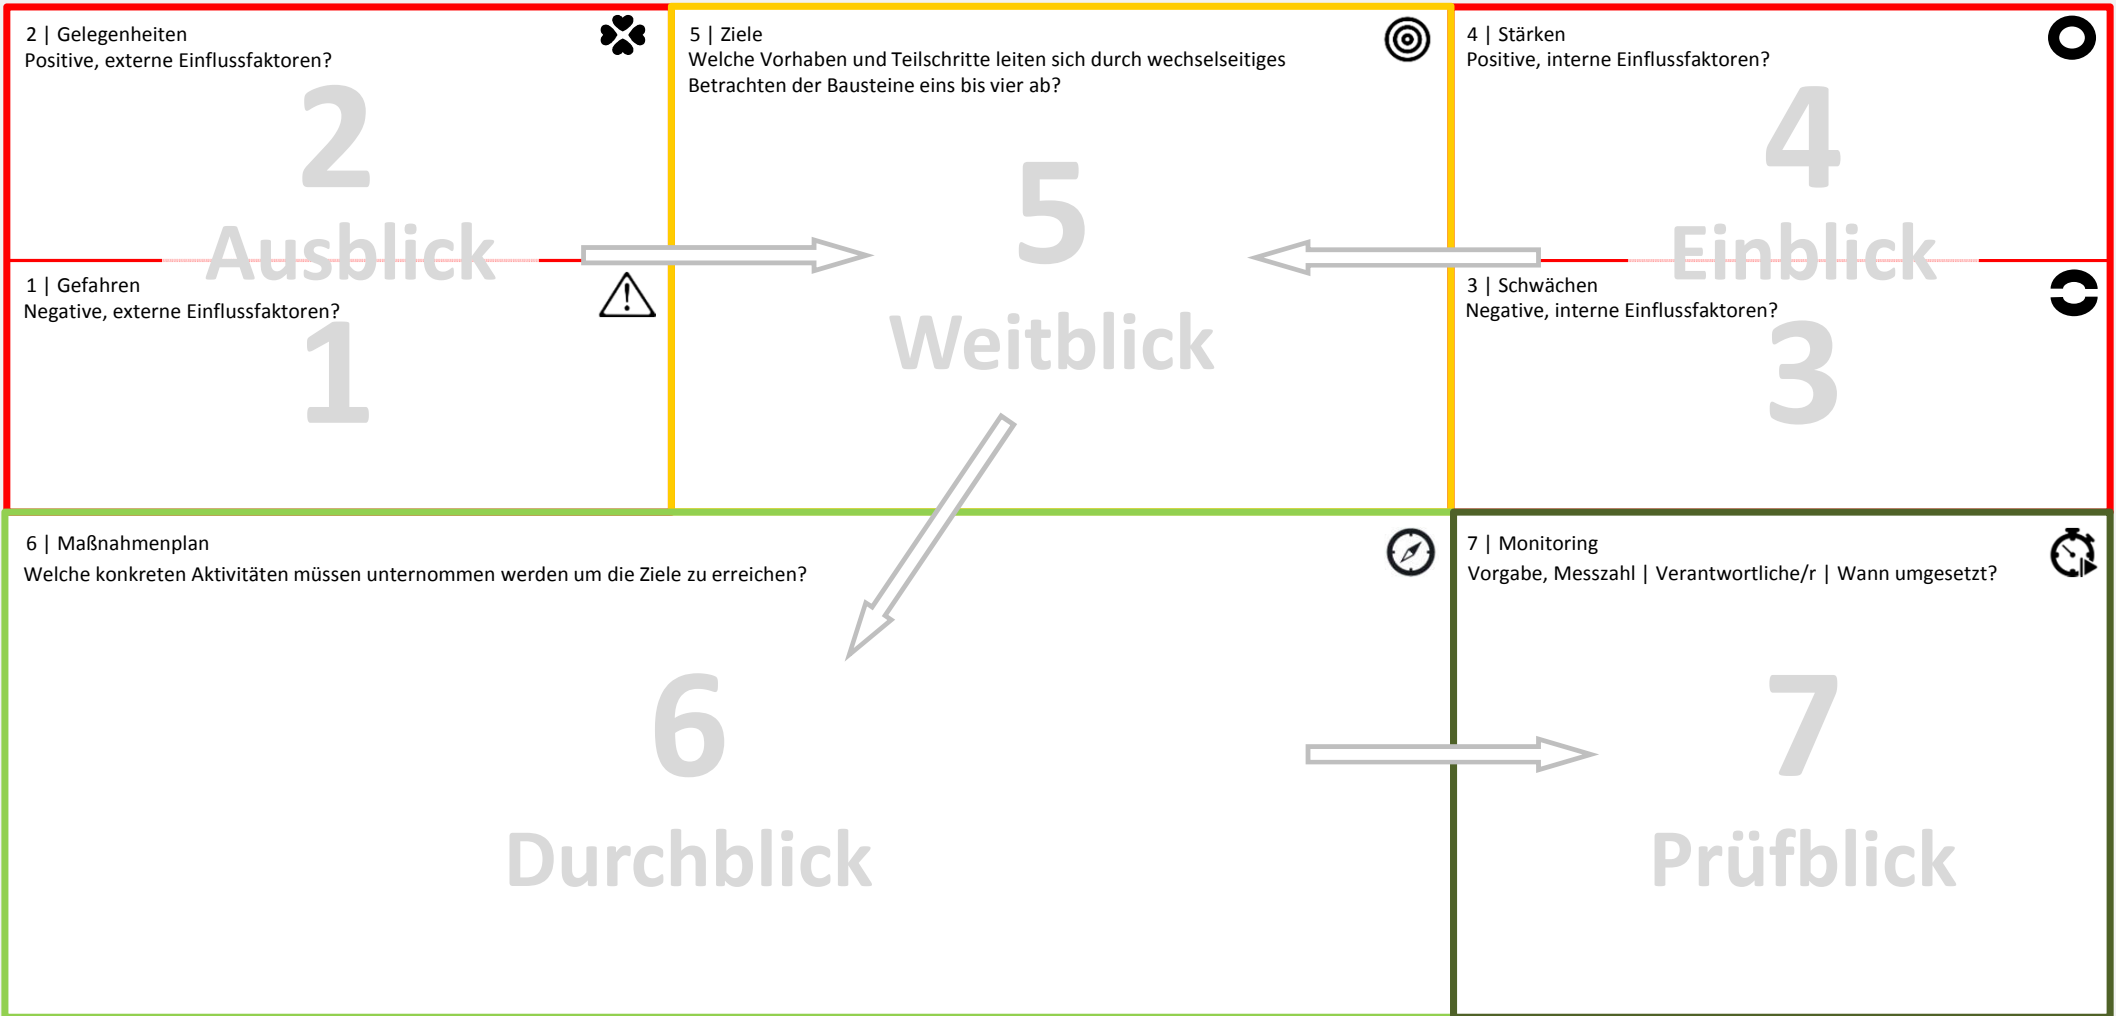 2 | Gelegenheiten
Positive, externe Einflussfaktoren?
2
Ausblick
1 | Gefahren
Negative, externe Einflussfaktoren?
1
5 | Ziele
Welche Vorhaben und Teilschritte leiten sich durch wechselseitiges
Betrachten der Bausteine eins bis vier ab?
5
Weitblick
4 | Stärken
Positive, interne Einflussfaktoren?
4
Einblick
3 | Schwächen
Negative, interne Einflussfaktoren?
3
6 | Maßnahmenplan
Welche konkreten Aktivitäten müssen unternommen werden um die Ziele zu erreichen?
6
Durchblick
7 | Monitoring
Vorgabe, Messzahl | Verantwortliche/r | Wann umgesetzt?
7
Prüfblick